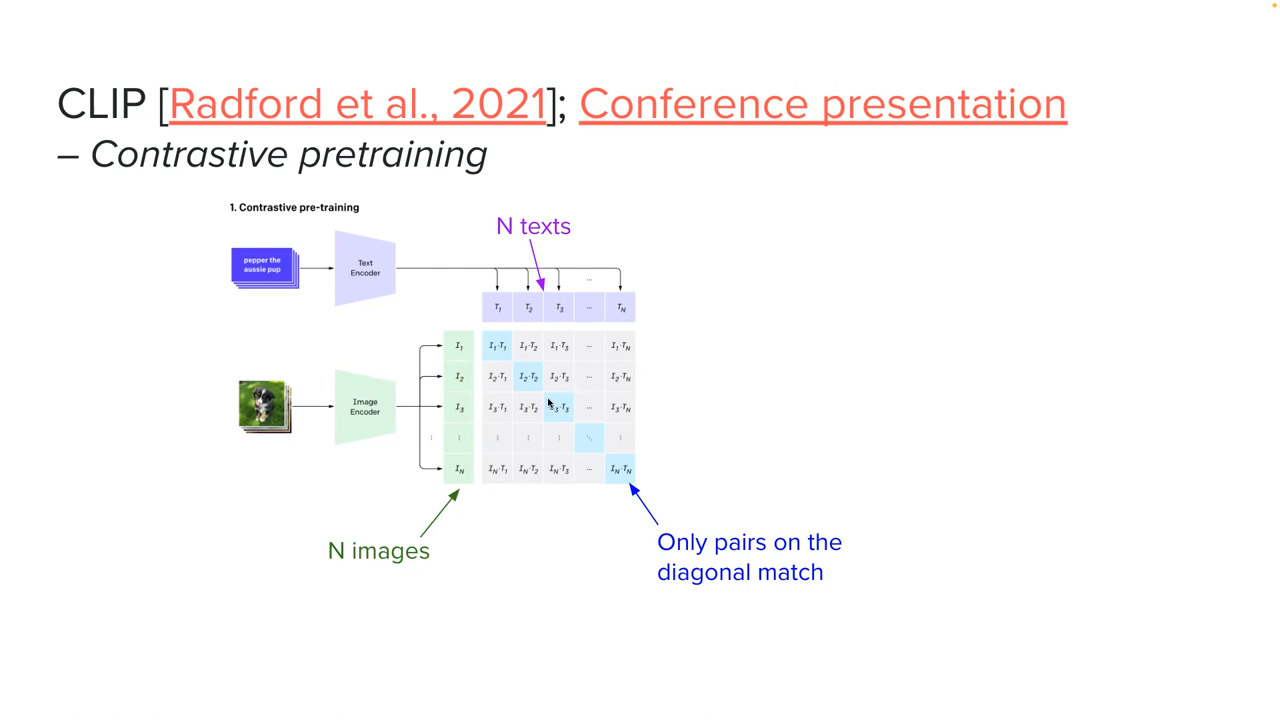 CLIP [Radford et al., 2021]; Conference presentation
– Contrastive pretraining
1. Contrastive pre-training
N texts
pepper the
aussie pup
Text
Encoder
...
T1 T2 T3 ... TN
I1 I1·T1 I1·T2 I1·T3 ... I1·TN
I2 I2·T1 I2·T2 I2·T3 ... I2·TN
Image
Encoder
I3 I3·T1 I3·T2 I3·T3 ... I3·TN
⋮ ⋮ ⋮ ⋮ ⋮ ⋱ ⋮
IN IN·T1 IN·T2 IN·T3 ... IN·TN
N images
Only pairs on the
diagonal match